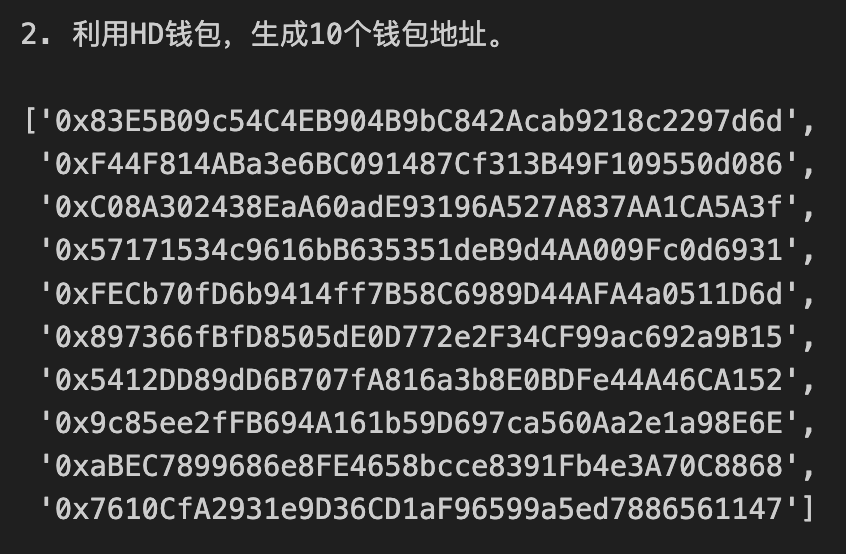 2. 利用HD钱包，生成10个钱包地址。
['0x83E5B09c54C4EB904B9bC842Acab9218c2297d6d',
'0xF44F814ABa3e6BC091487Cf313B49F109550d086',
'0xC08A302438EaA60adE93196A527A837AA1CA5A3f',
'0x57171534c9616bB635351deB9d4AA009Fc0d6931',
'0xFECb70fD6b9414ff7B58C6989D44AFA4a0511D6d',
'0x897366fBfD8505dE0D772e2F34CF99ac692a9B15',
'0x5412DD89dD6B707fA816a3b8E0BDFe44A46CA152',
'0x9c85ee2fFB694A161b59D697ca560Aa2e1a98E6E',
'0xaBEC7899686e8FE4658bcce8391Fb4e3A70C8868',
'0x7610CfA2931e9D36CD1aF96599a5ed7886561147']